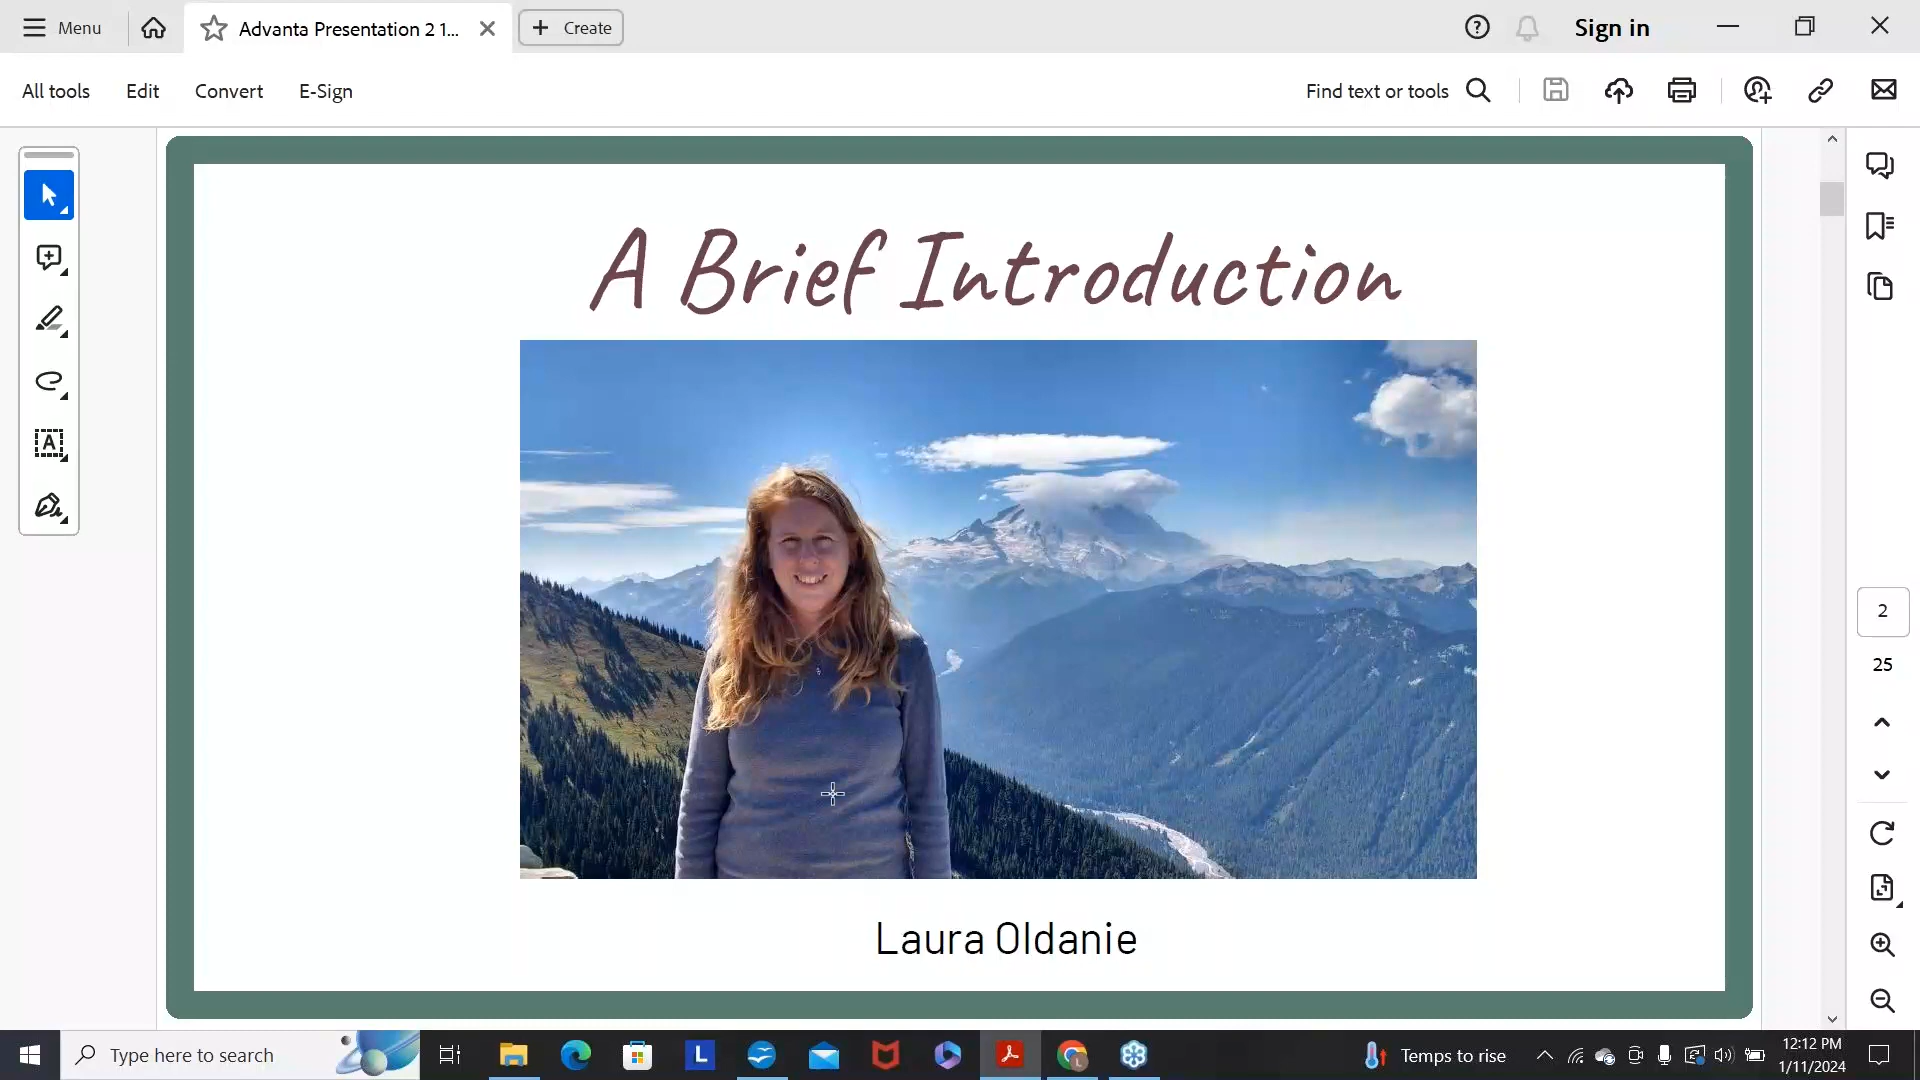 Menu
Advanta Presentation 2 1...
Create
Sign in
All tools
Edit
Convert
E-Sign
Find text or tools
A Brief Introduction
Laura Oldanie
2
25
Type here to search
L
Temps to rise
12:12 PM
1/11/2024